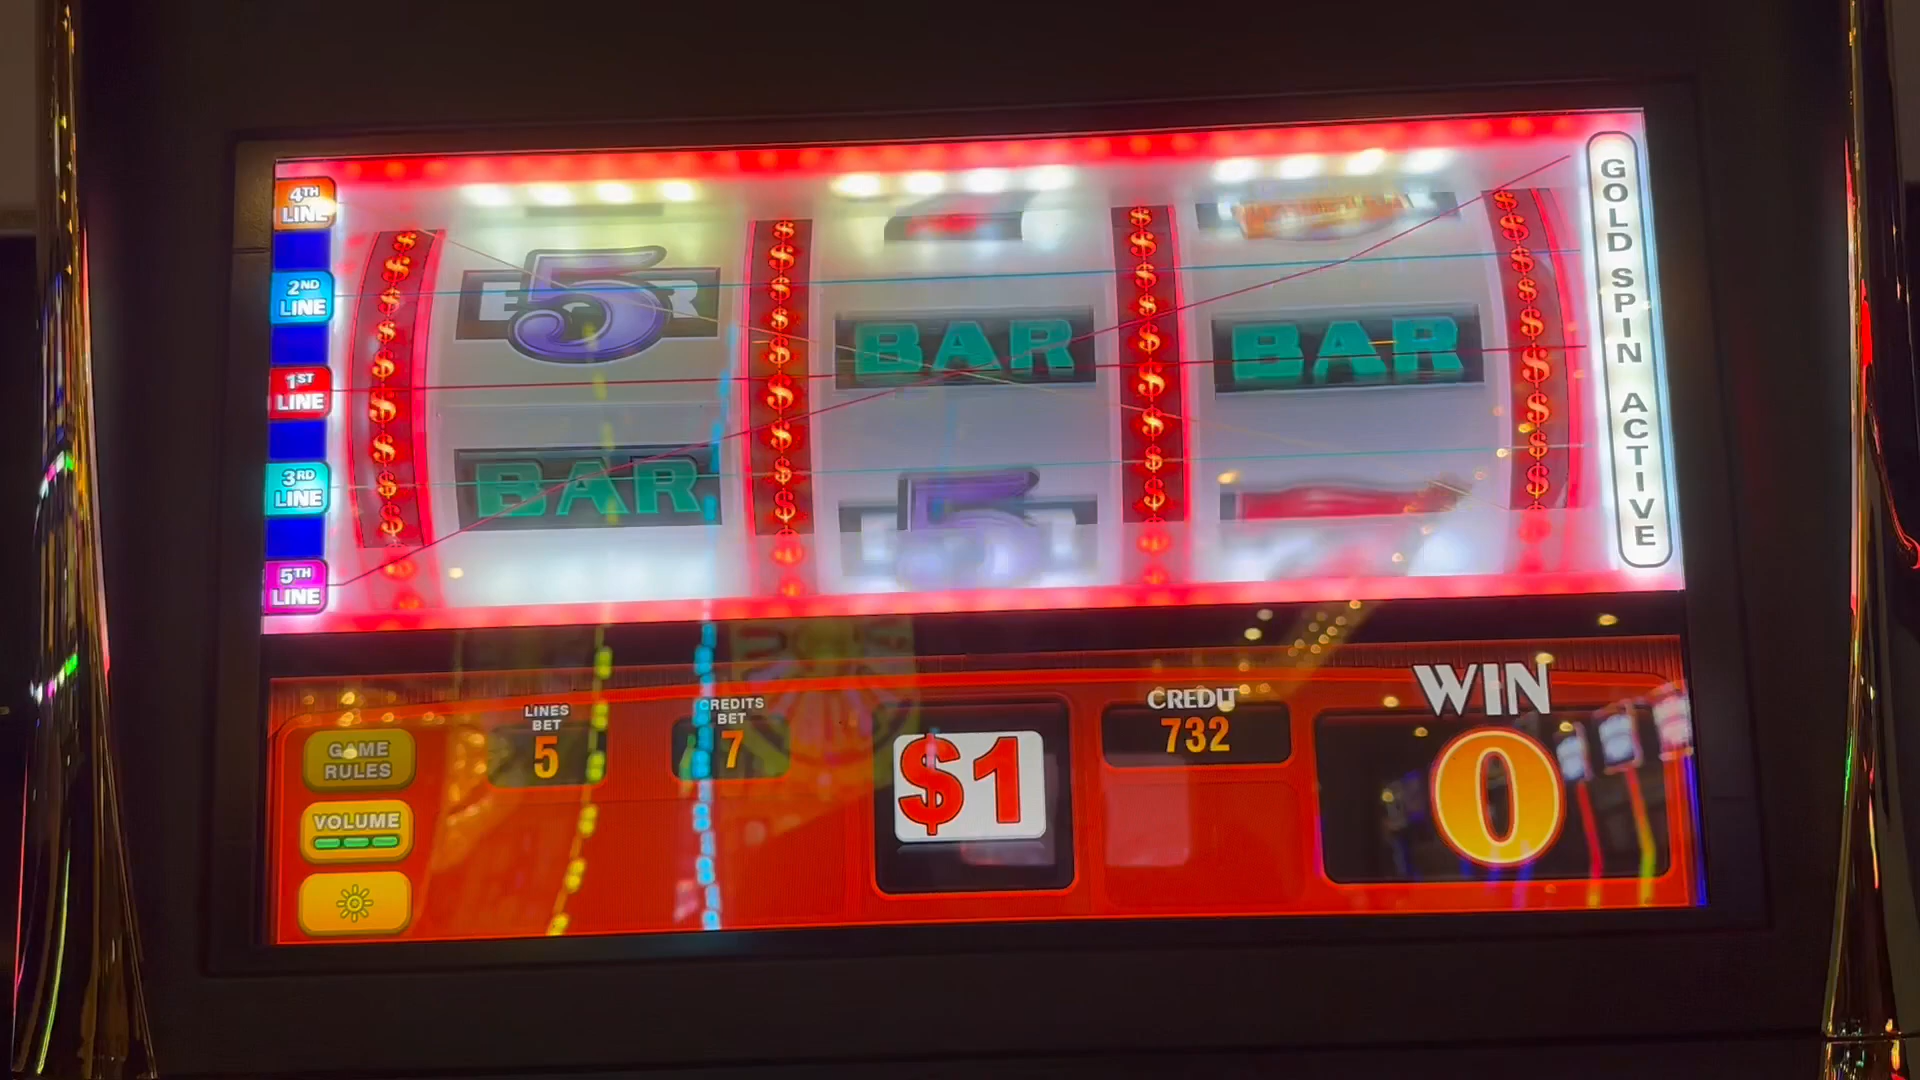 4TH
LINE
2ND
LINE
1ST
LINE
3RD
LINE
5TH
LINE
5
BAR
BAR
BAR
5
GOLD SPIN ACTIVE
GAME
RULES
VOLUME
LINES
BET
5
CREDITS
BET
7
$1
CREDIT
732
WIN
0